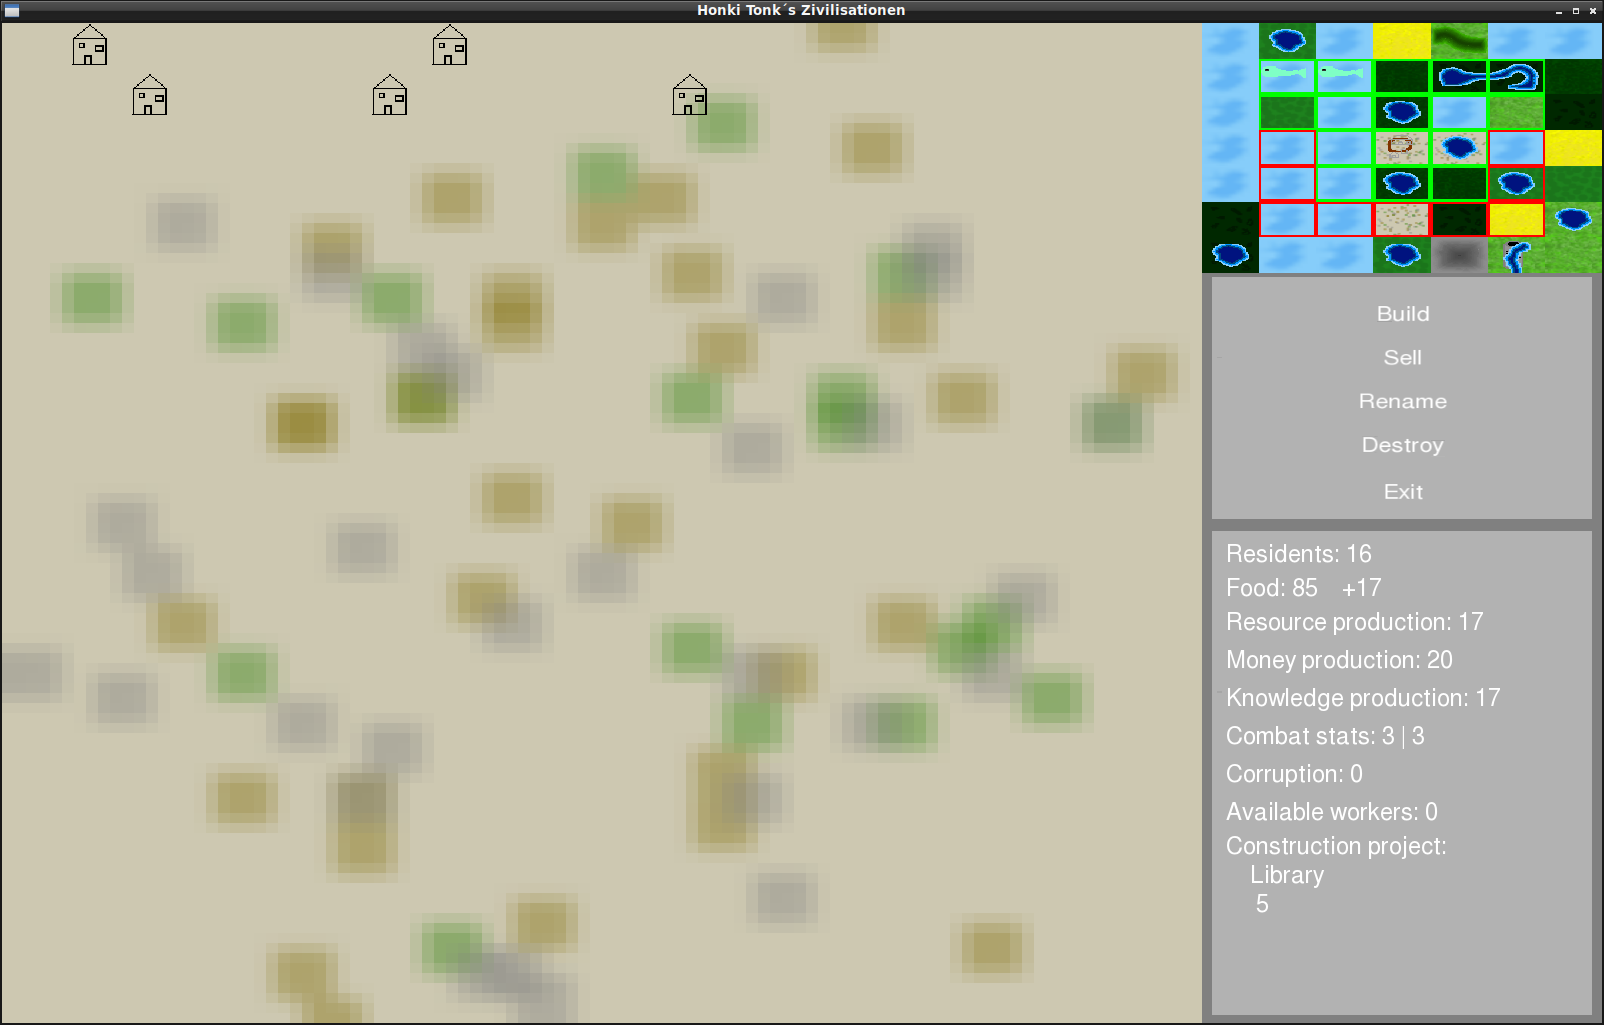 Honki Tonk´s Zivilisationen
Build
Sell
Rename
Destroy
Exit
Residents: 16
Food: 85 +17
Resource production: 17
Money production: 20
Knowledge production: 17
Combat stats: 3 | 3
Corruption: 0
Available workers: 0
Construction project:
Library
5